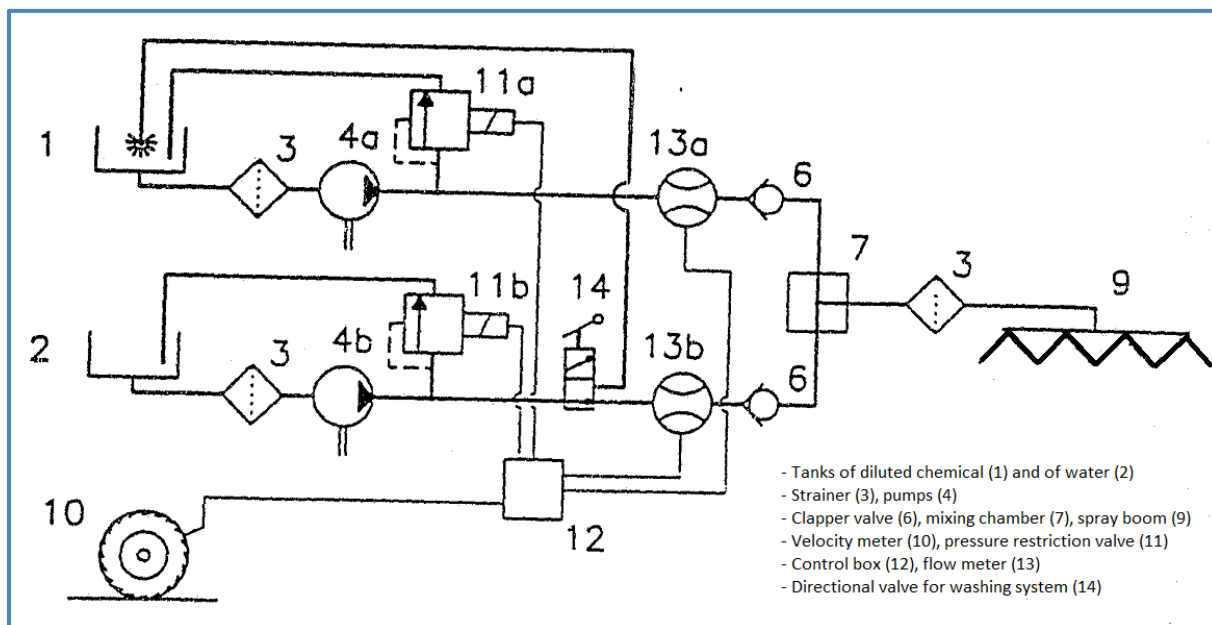 11a
1
3
4a
13a
6
7
3
9
11b
14
2
3
4b
13b
6
10
12
- Tanks of diluted chemical (1) and of water (2)
- Strainer (3), pumps (4)
- Clapper valve (6), mixing chamber (7), spray boom (9)
- Velocity meter (10), pressure restriction valve (11)
- Control box (12), flow meter (13)
- Directional valve for washing system (14)